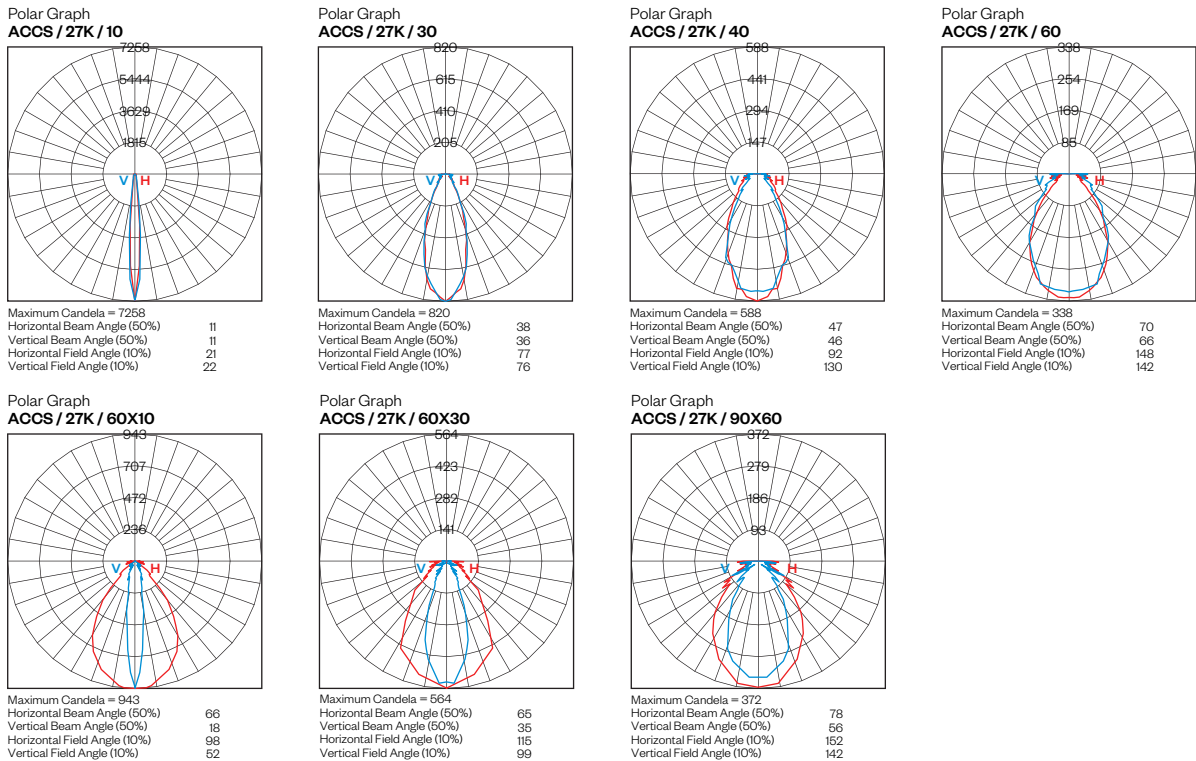 Polar Graph
ACCS / 27K / 10
7258
5444
3629
1815
V H
Maximum Candela = 7258
Horizontal Beam Angle (50%) 11
Vertical Beam Angle (50%) 11
Horizontal Field Angle (10%) 21
Vertical Field Angle (10%) 22
Polar Graph
ACCS / 27K / 30
820
615
410
205
V H
Maximum Candela = 820
Horizontal Beam Angle (50%) 38
Vertical Beam Angle (50%) 36
Horizontal Field Angle (10%) 77
Vertical Field Angle (10%) 76
Polar Graph
ACCS / 27K / 40
588
441
294
147
V H
Maximum Candela = 588
Horizontal Beam Angle (50%) 47
Vertical Beam Angle (50%) 46
Horizontal Field Angle (10%) 92
Vertical Field Angle (10%) 130
Polar Graph
ACCS / 27K / 60
338
254
169
85
V H
Maximum Candela = 338
Horizontal Beam Angle (50%) 70
Vertical Beam Angle (50%) 66
Horizontal Field Angle (10%) 148
Vertical Field Angle (10%) 142
Polar Graph
ACCS / 27K / 60X10
943
707
472
236
V H
Maximum Candela = 943
Horizontal Beam Angle (50%) 66
Vertical Beam Angle (50%) 18
Horizontal Field Angle (10%) 98
Vertical Field Angle (10%) 52
Polar Graph
ACCS / 27K / 60X30
564
423
282
141
V H
Maximum Candela = 564
Horizontal Beam Angle (50%) 65
Vertical Beam Angle (50%) 35
Horizontal Field Angle (10%) 115
Vertical Field Angle (10%) 99
Polar Graph
ACCS / 27K / 90X60
372
279
186
93
V H
Maximum Candela = 372
Horizontal Beam Angle (50%) 78
Vertical Beam Angle (50%) 56
Horizontal Field Angle (10%) 152
Vertical Field Angle (10%) 142